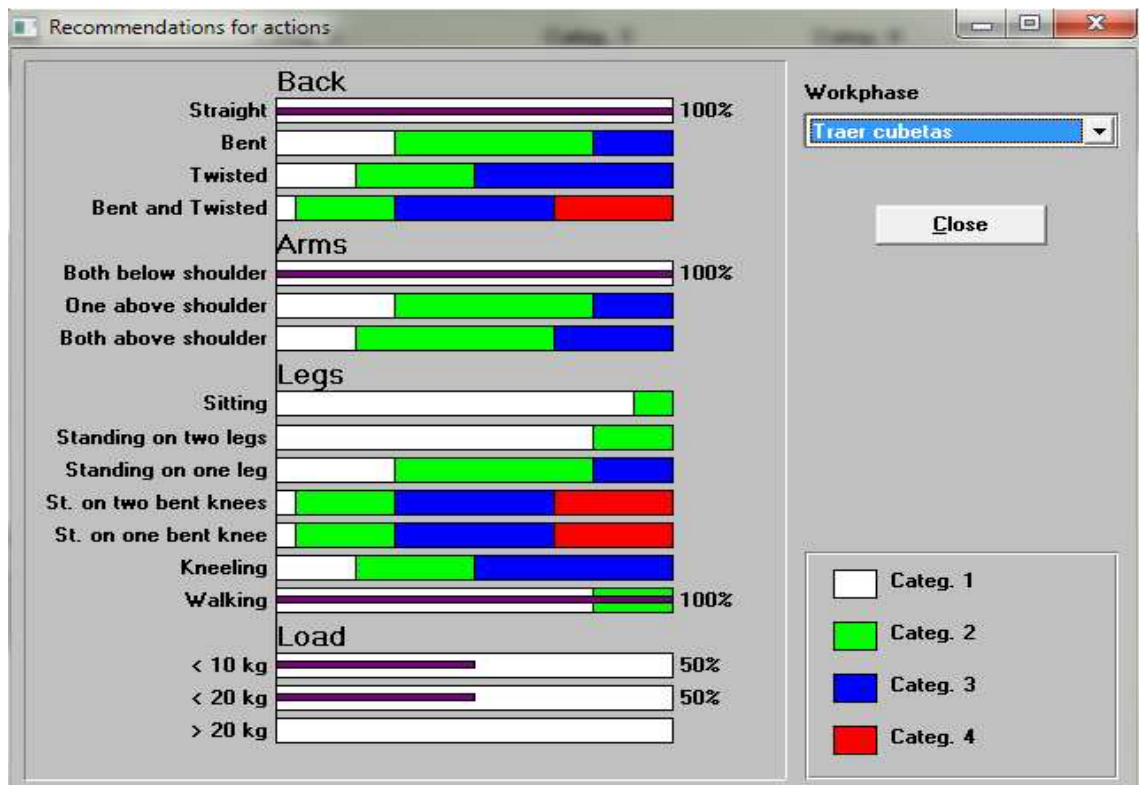 Recommendations for actions
Back
Straight 100%
Bent
Twisted
Bent and Twisted
Arms
Both below shoulder 100%
One above shoulder
Both above shoulder
Legs
Sitting
Standing on two legs
Standing on one leg
St. on two bent knees
St. on one bent knee
Kneeling
Walking 100%
Load
< 10 kg 50%
< 20 kg 50%
> 20 kg
Workphase
Traer cubetas
Close
Categ. 1
Categ. 2
Categ. 3
Categ. 4